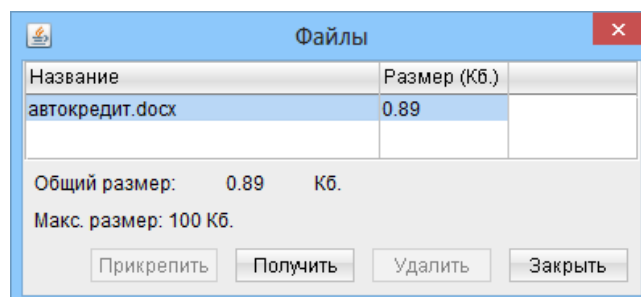 Файлы
Название Размер (Кб.)
автокредит.docx 0.89
Общий размер: 0.89 Кб.
Макс. размер: 100 Кб.
Прикрепить Получить Удалить Закрыть